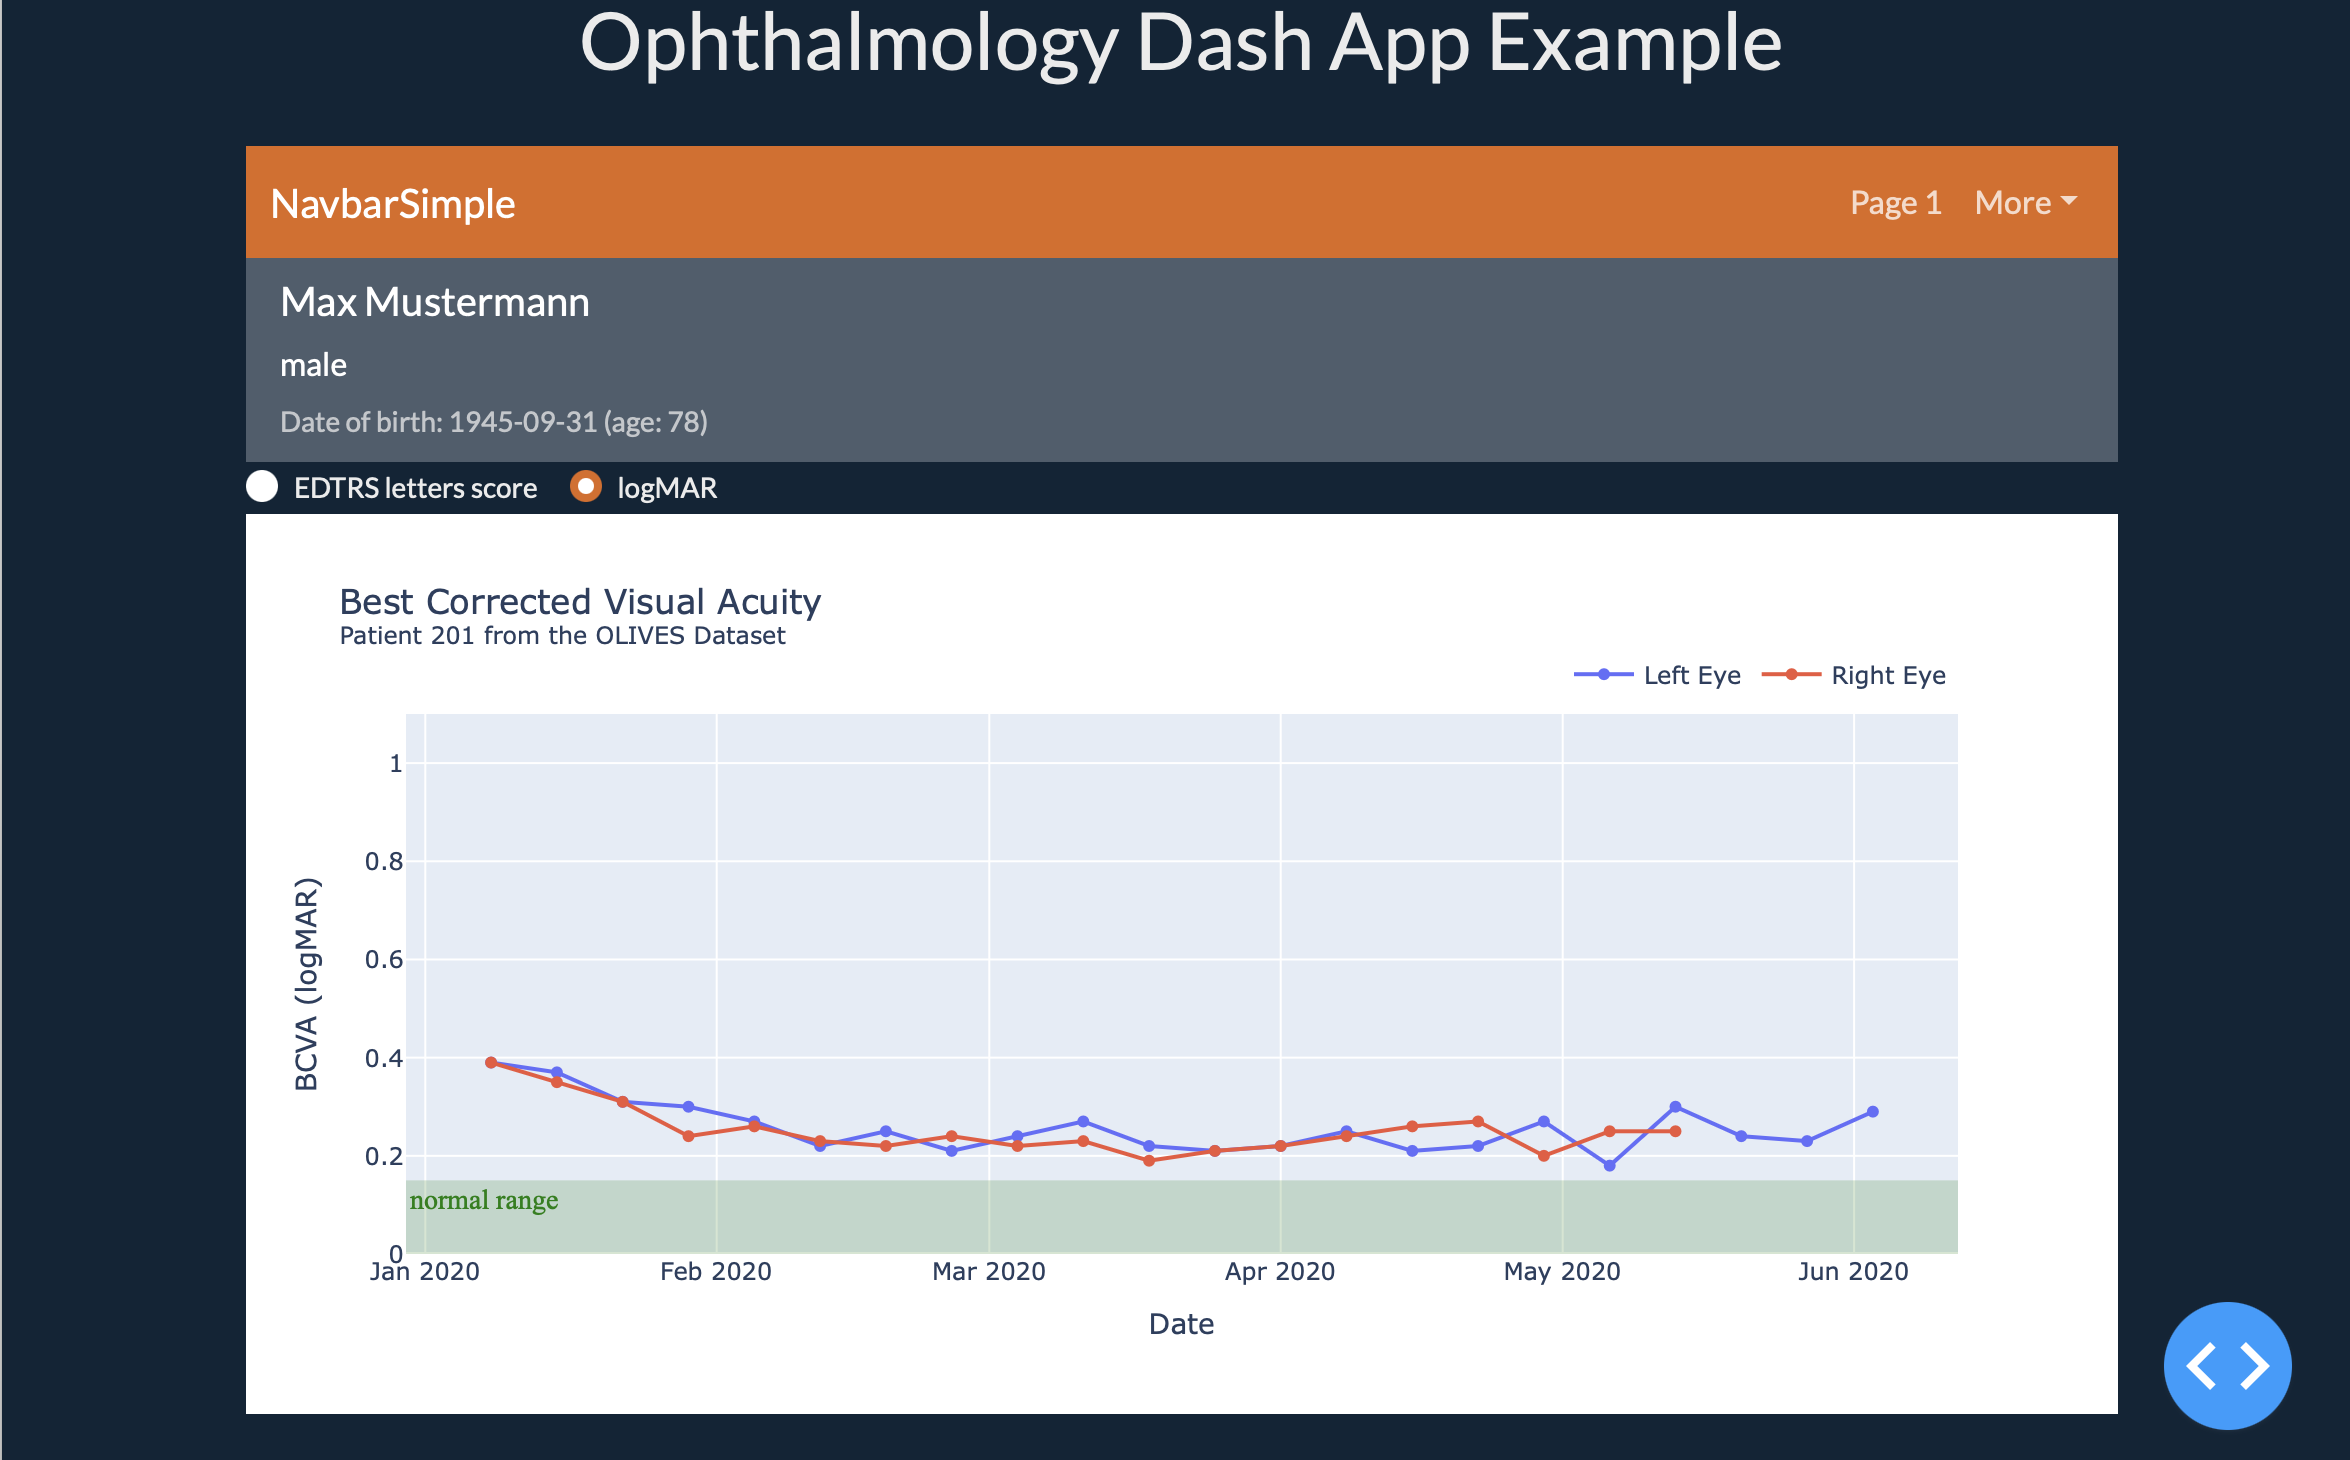 Ophthalmology Dash App Example
NavbarSimple
Page 1
More
Max Mustermann
male
Date of birth: 1945-09-31 (age: 78)
EDTRS letters score
logMAR
Best Corrected Visual Acuity
Patient 201 from the OLIVES Dataset
Left Eye
Right Eye
BCVA (logMAR)
1
0.8
0.6
0.4
0.2
0
normal range
Jan 2020
Feb 2020
Mar 2020
Apr 2020
May 2020
Jun 2020
Date